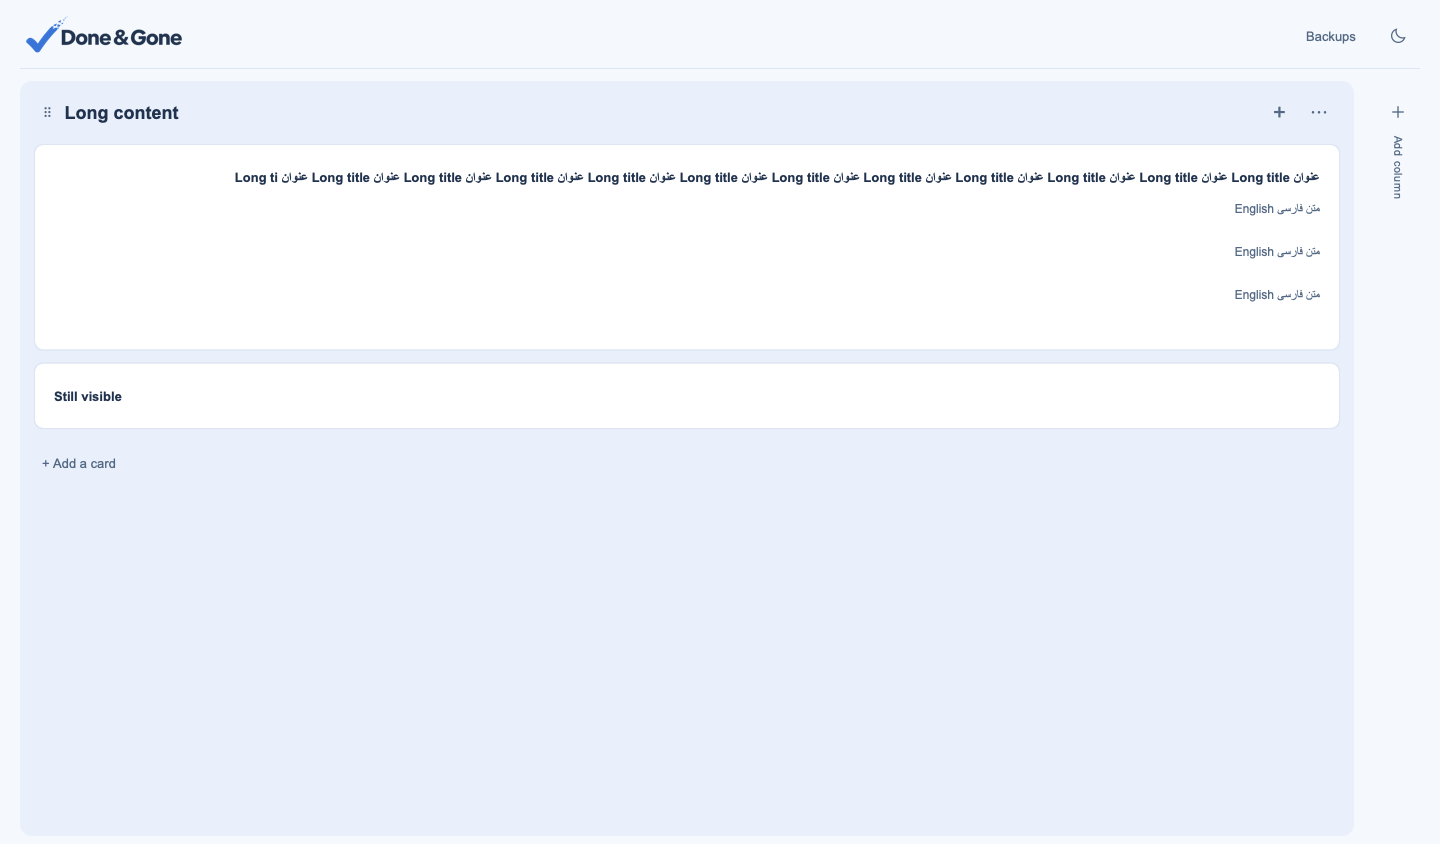 Done & Gone
Backups
Long content
+
...
عنوان Long title عنوان Long title عنوان Long title عنوان Long title عنوان Long title عنوان Long title عنوان Long title عنوان Long title عنوان Long title عنوان Long title عنوان Long title عنوان Long ti
متن فارسی English
متن فارسی English
متن فارسی English
Still visible
+ Add a card
+
Add column